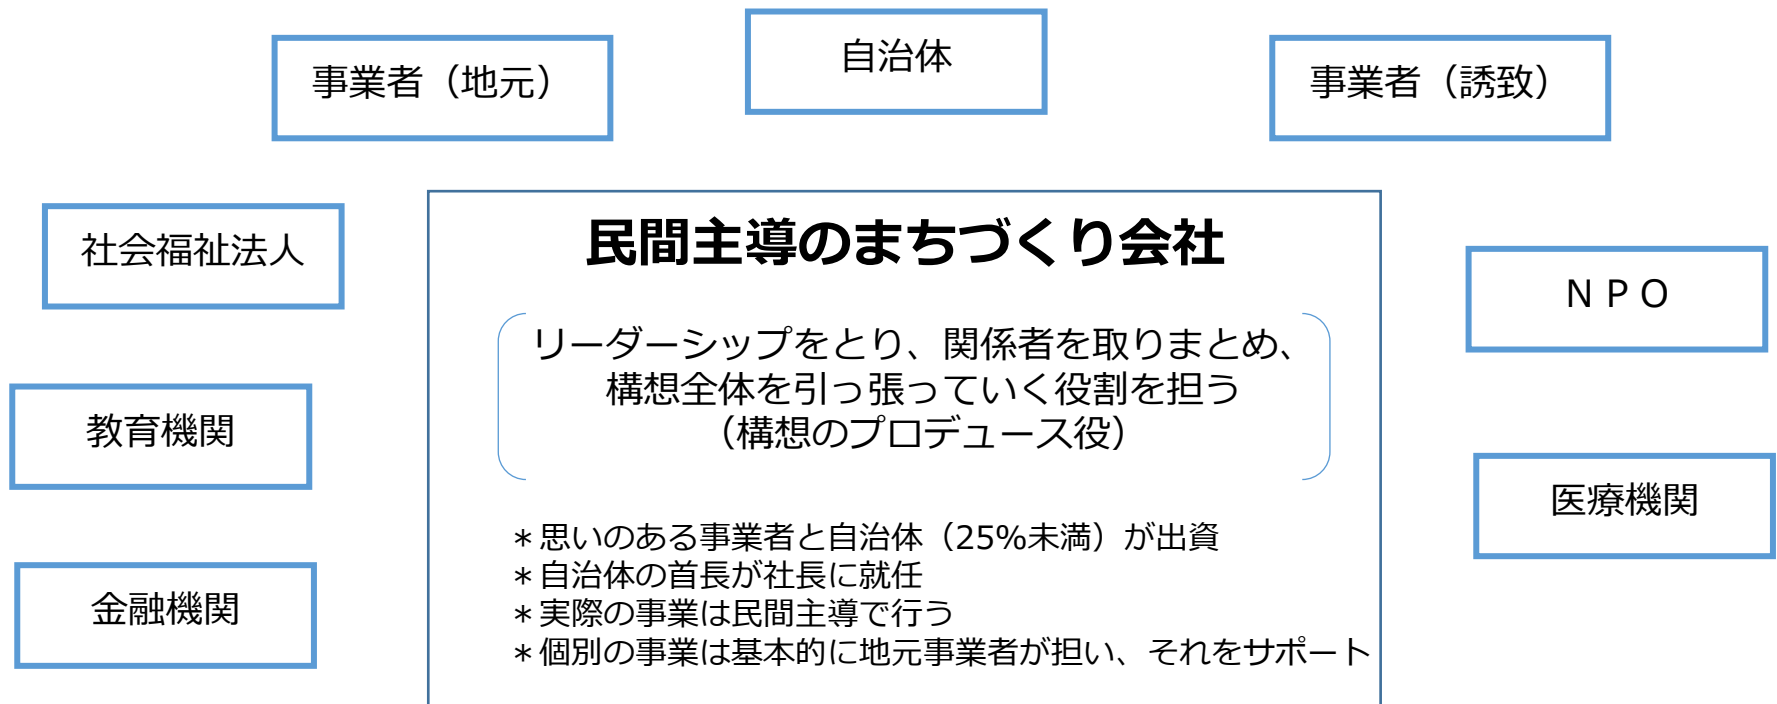 自治体
事業者（地元）
事業者（誘致）
社会福祉法人
民間主導のまちづくり会社
ＮＰＯ
リーダーシップをとり、関係者を取りまとめ、
構想全体を引っ張っていく役割を担う
（構想のプロデュース役）
教育機関
医療機関
＊思いのある事業者と自治体（25%未満）が出資
＊自治体の首長が社長に就任
＊実際の事業は民間主導で行う
＊個別の事業は基本的に地元事業者が担い、それをサポート
金融機関